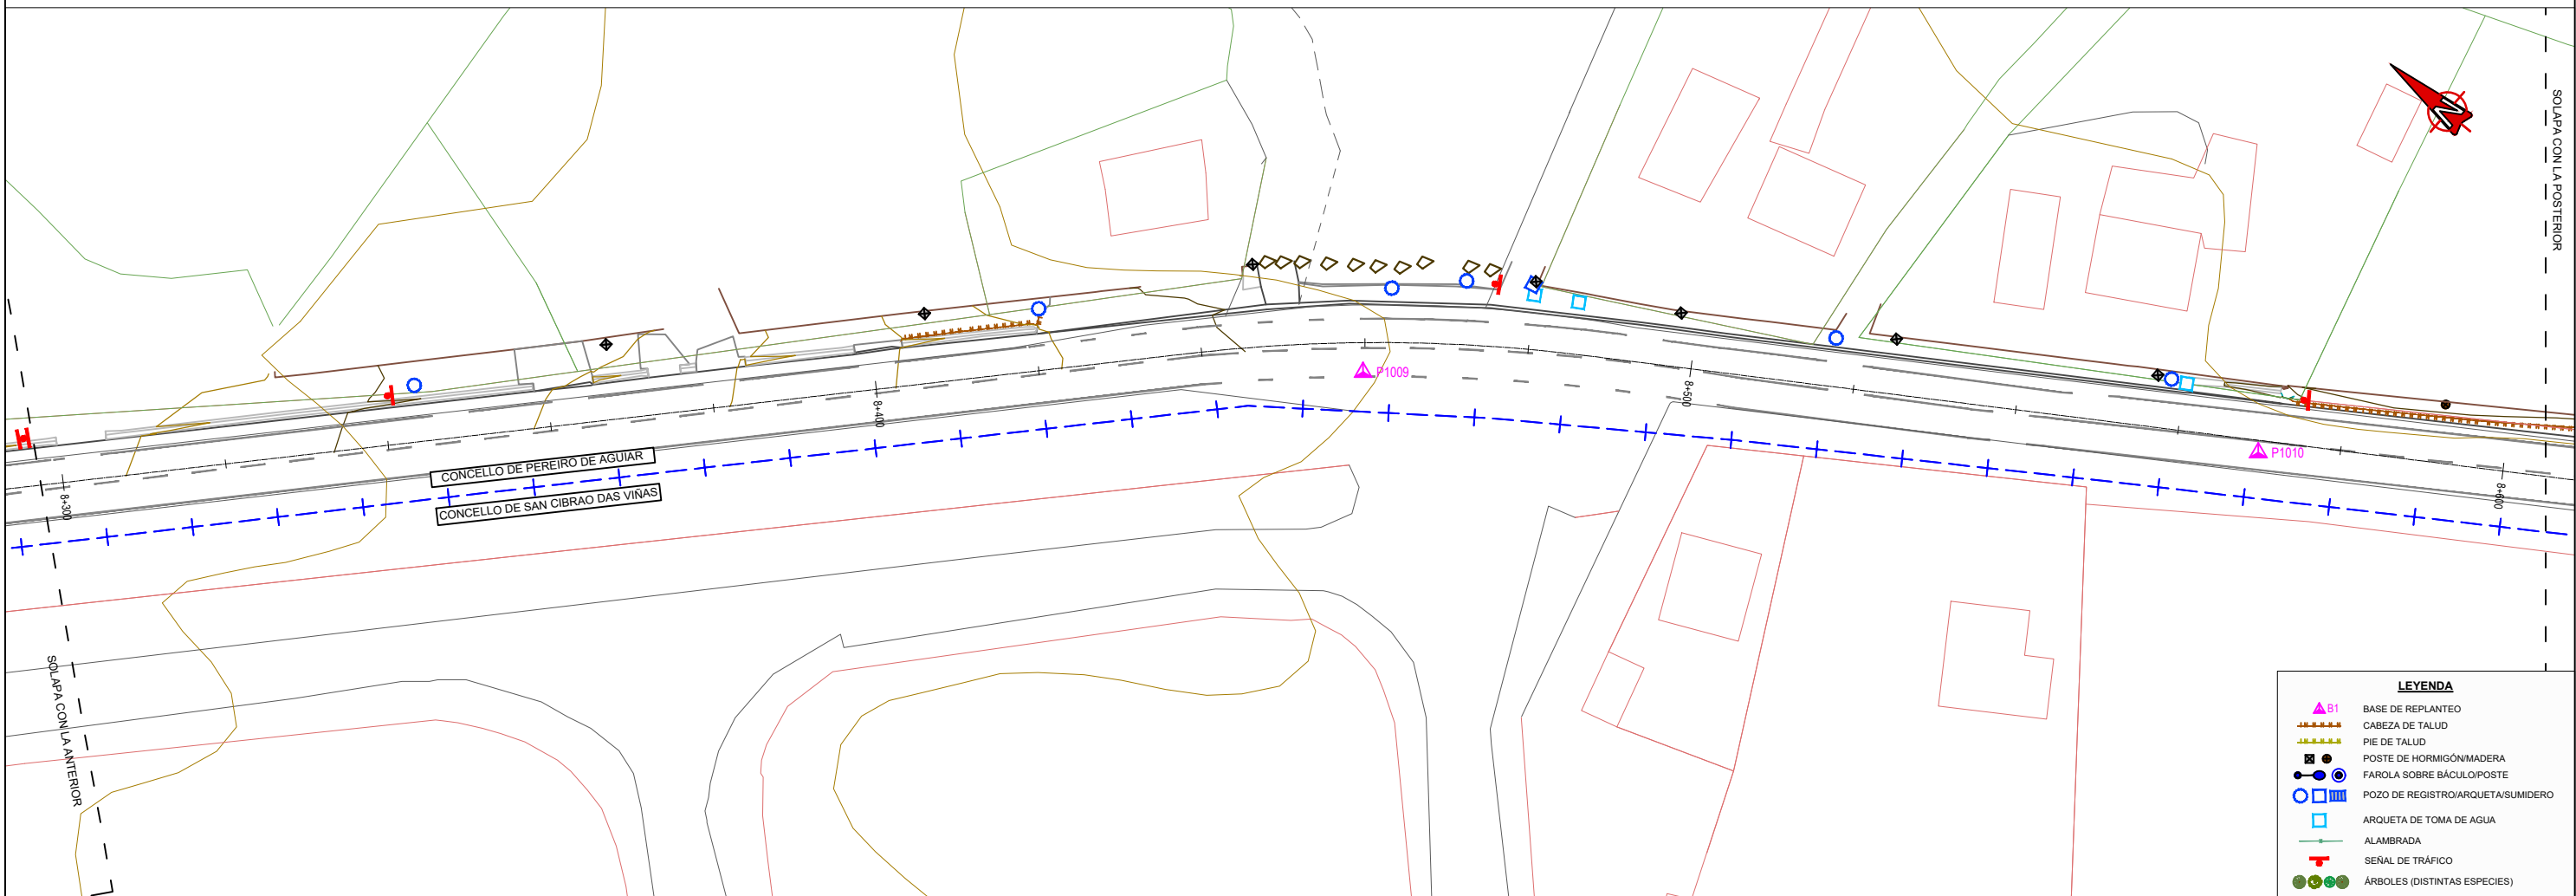 SOLAPA CON LA POSTERIOR
N
P1009
8+400
8+500
P1010
CONCELLO DE PEREIRO DE AGUIAR
CONCELLO DE SAN CIBRAO DAS VIÑAS
8+300
8+600
SOLAPA CON LA ANTERIOR
LEYENDA
B1 BASE DE REPLANTEO
CABEZA DE TALUD
PIE DE TALUD
POSTE DE HORMIGÓN/MADERA
FAROLA SOBRE BÁCULO/POSTE
POZO DE REGISTRO/ARQUETA/SUMIDERO
ARQUETA DE TOMA DE AGUA
ALAMBRADA
SEÑAL DE TRÁFICO
ÁRBOLES (DISTINTAS ESPECIES)